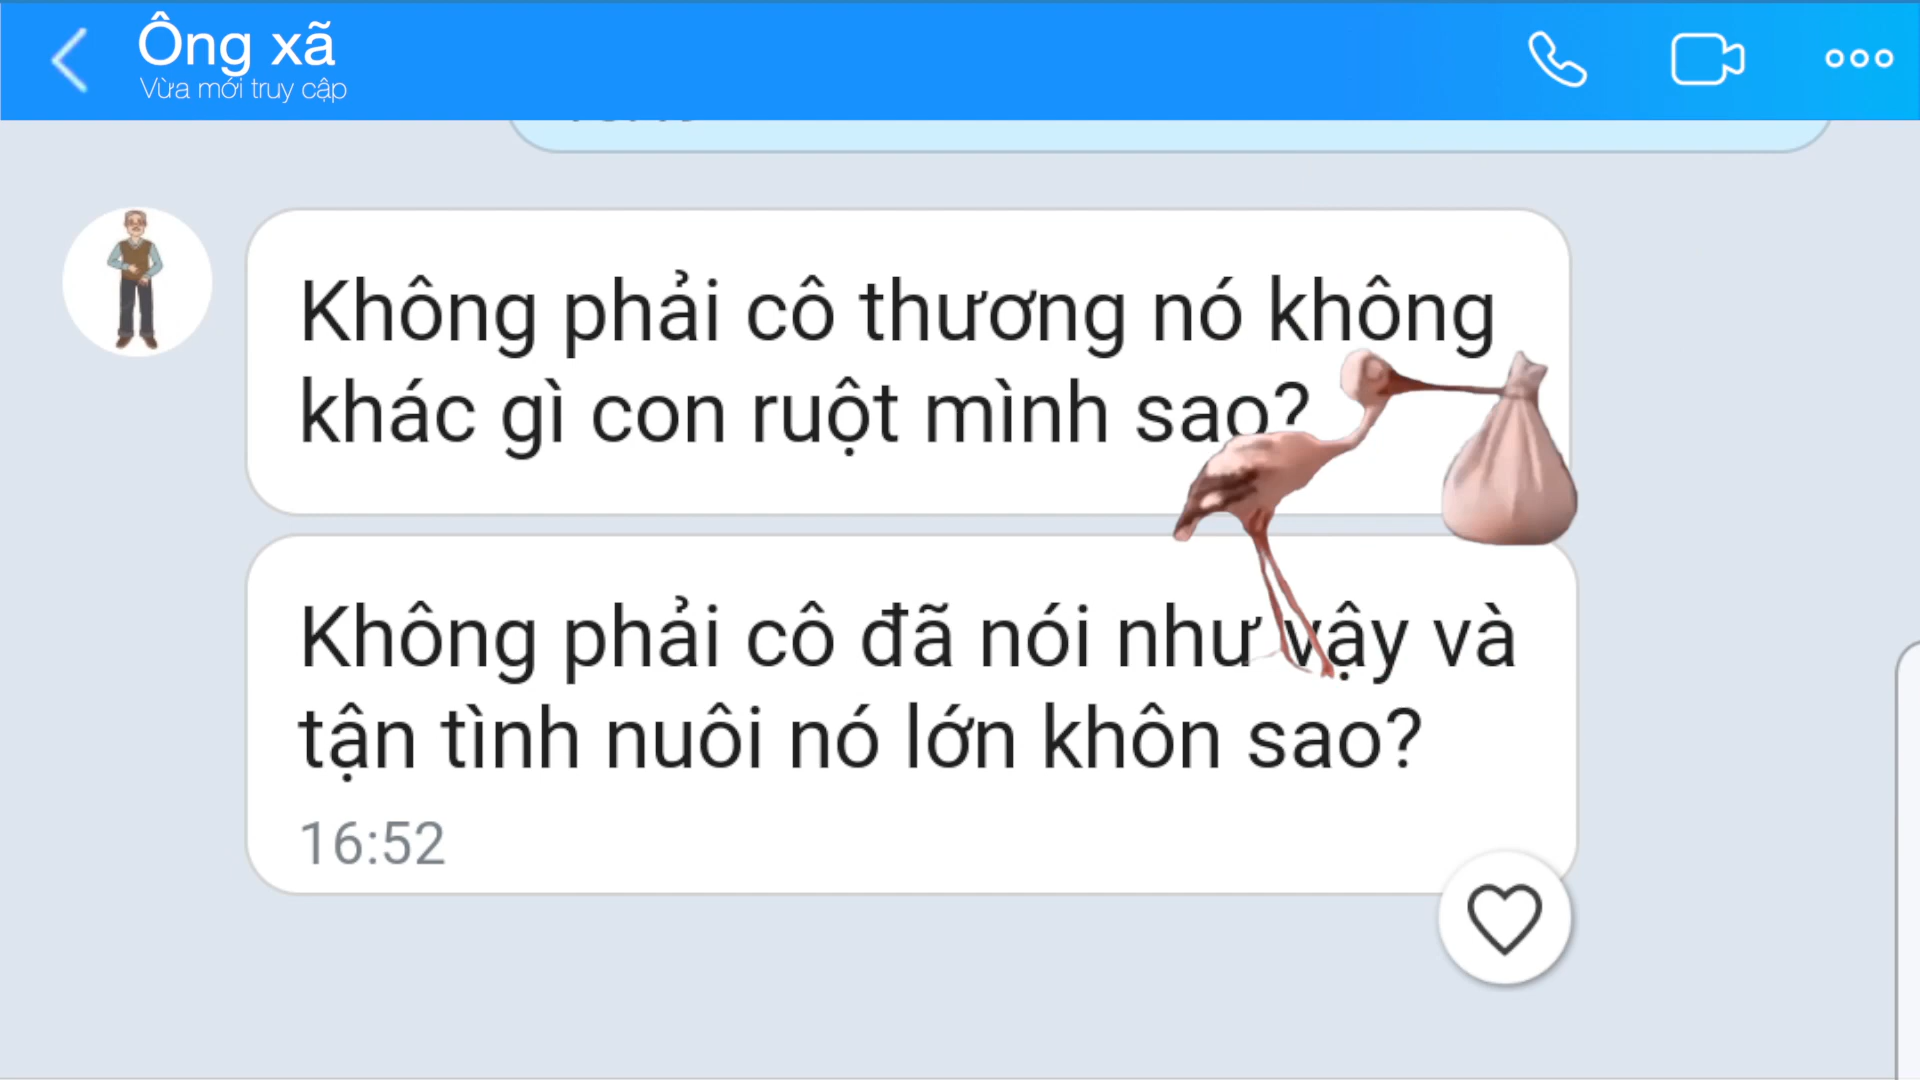 Ông xã
Vừa mới truy cập
Không phải cô thương nó không
khác gì con ruột mình sao?
Không phải cô đã nói như vậy và
tận tình nuôi nó lớn khôn sao?
16:52